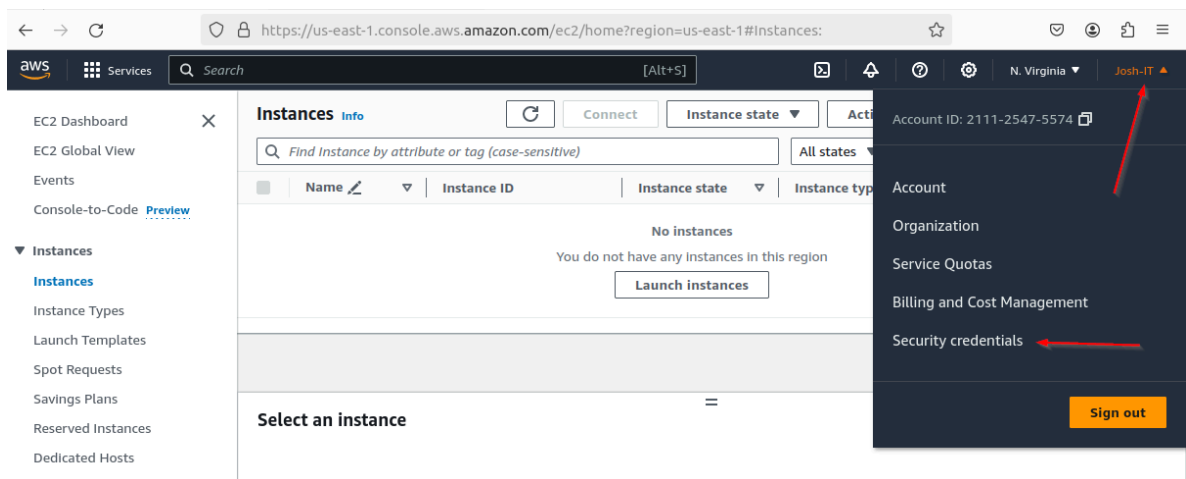 https://us-east-1.console.aws.amazon.com/ec2/home?region=us-east-1#Instances:
aws Services Search [Alt+S] N. Virginia Josh-IT
EC2 Dashboard
EC2 Global View
Events
Console-to-Code Preview
Instances
Instances
Instance Types
Launch Templates
Spot Requests
Savings Plans
Reserved Instances
Dedicated Hosts
Instances Info Connect Instance state Acti
Find Instance by attribute or tag (case-sensitive) All states
Name Instance ID Instance state Instance typ
No instances
You do not have any instances in this region
Launch instances
Select an instance
Account ID: 2111-2547-5574
Account
Organization
Service Quotas
Billing and Cost Management
Security credentials
Sign out